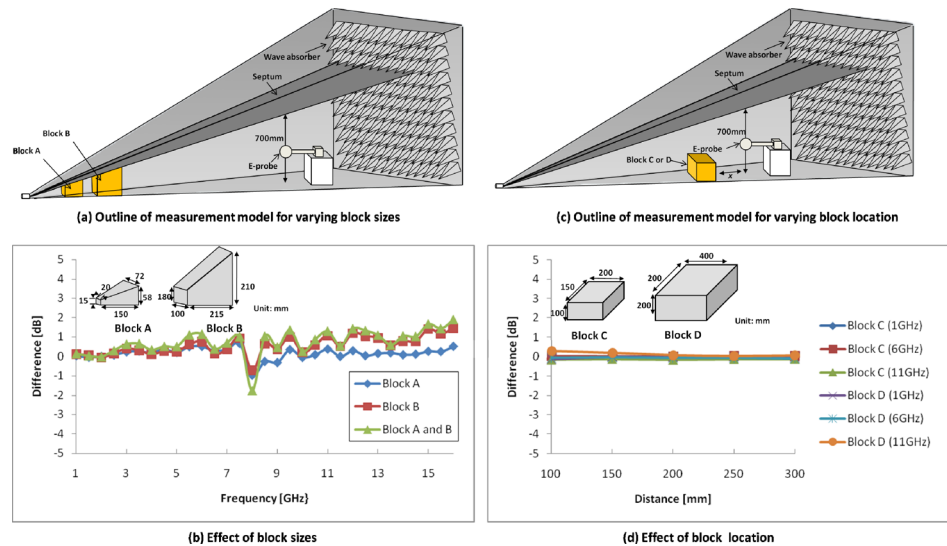 Wave absorber
Septum
Block B
Block A
700mm
E-probe
(a) Outline of measurement model for varying block sizes
Wave absorber
Septum
700mm
E-probe
Block C or D
x
(c) Outline of measurement model for varying block location
Difference [dB]
5
4
3
2
1
0
-1
-2
-3
-4
-5
72
20
15
58
150
Block A
180
100
215
210
Block B
Unit: mm
Block A
Block B
Block A and B
1
3
5
7
9
11
13
15
Frequency [GHz}
(b) Effect of block sizes
Difference [dB]
5
4
3
2
1
0
-1
-2
-3
-4
-5
200
150
100
Block C
400
200
200
Block D
Unit: mm
100
150
200
250
300
Distance [mm]
Block C (1GHz)
Block C (6GHz)
Block C (11GHz)
Block D (1GHz)
Block D (6GHz)
Block D (11GHz)
(d) Effect of block location